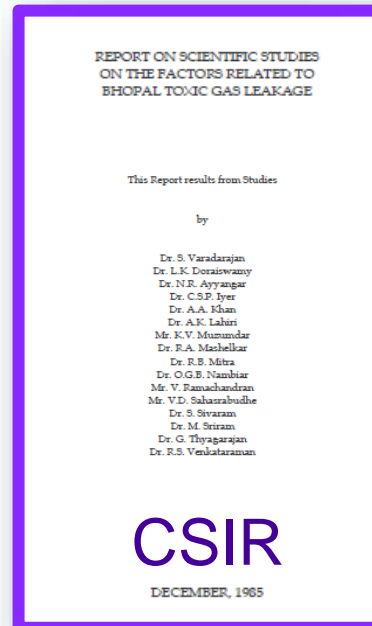 REPORT ON SCIENTIFIC STUDIES
ON THE FACTORS RELATED TO
BHOPAL TOXIC GAS LEAKAGE
This Report results from Studies
by
Dr. S. Varadarajan
Dr. L.K. Doraiswamy
Dr. N.R. Ayyangar
Dr. C.S.P. Iyer
Dr. A.A. Khan
Dr. A.K. Lahiri
Mr. K.V. Muzumdar
Dr. R.A. Mashelkar
Dr. R.B. Mitra
Dr. O.G.B. Nambiar
Mr. V. Ramachandran
Mr. V.D. Sahasrabudhe
Dr. S. Sivaram
Dr. M. Sriram
Dr. G. Thyagarajan
Dr. R.S. Venkataraman
CSIR
DECEMBER, 1985